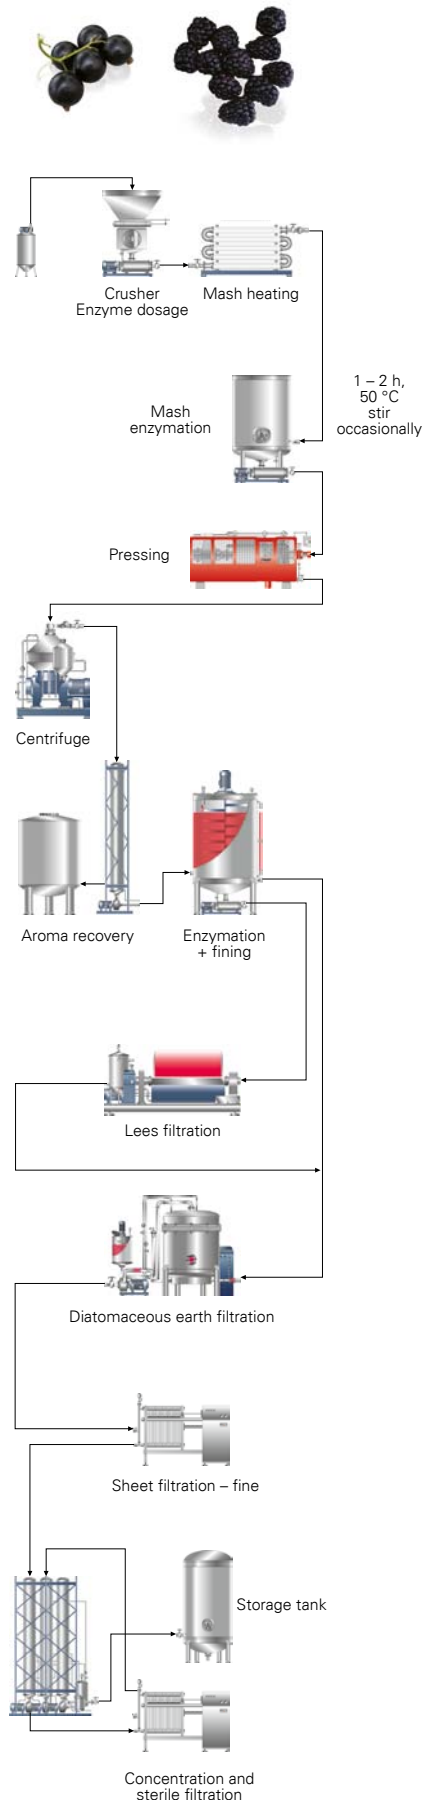 Crusher
Enzyme dosage
Mash heating
Mash
enzymation
1 – 2 h,
50 °C
stir
occasionally
Pressing
Centrifuge
Aroma recovery
Enzymation
+ fining
Lees filtration
Diatomaceous earth filtration
Sheet filtration – fine
Storage tank
Concentration and
sterile filtration